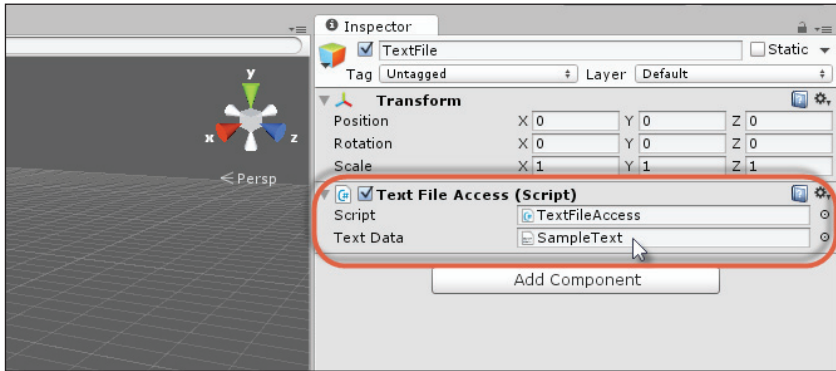 Inspector
TextFile Static
Tag Untagged Layer Default
Transform
Position X 0 Y 0 Z 0
Rotation X 0 Y 0 Z 0
Scale X 1 Y 1 Z 1
Text File Access (Script)
Script TextFileAccess
Text Data SampleText
Add Component
y
x z
Persp